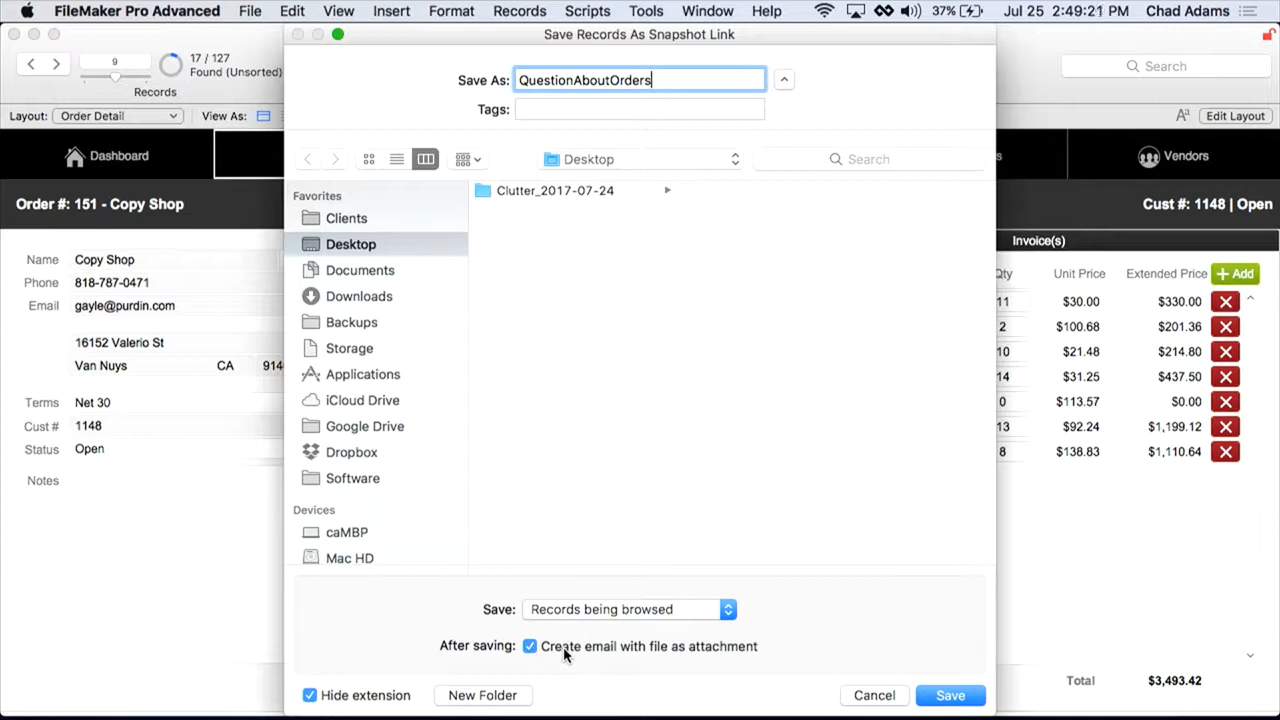 FileMaker Pro Advanced File Edit View Insert Format Records Scripts Tools Window Help 37% Jul 25 2:49:21 PM Chad Adams
Save Records As Snapshot Link
9
17 / 127
Found (Unsorted)
Records
Search
Save As: QuestionAboutOrders
Tags:
Layout: Order Detail View As:
Aa Edit Layout
Dashboard
s
Vendors
Desktop
Search
Order #: 151 - Copy Shop
Cust #: 1148 | Open
Favorites
Clients
Desktop
Documents
Downloads
Backups
Storage
Applications
iCloud Drive
Google Drive
Dropbox
Software
Devices
caMBP
Mac HD
Clutter_2017-07-24
Name Copy Shop
Phone 818-787-0471
Email gayle@purdin.com
16152 Valerio St
Van Nuys CA 914
Terms Net 30
Cust # 1148
Status Open
Notes
Invoice(s)
Qty Unit Price Extended Price + Add
11 $30.00 $330.00
2 $100.68 $201.36
10 $21.48 $214.80
14 $31.25 $437.50
0 $113.57 $0.00
13 $92.24 $1,199.12
8 $138.83 $1,110.64
Total $3,493.42
Save: Records being browsed
After saving: Create email with file as attachment
Hide extension New Folder Cancel Save